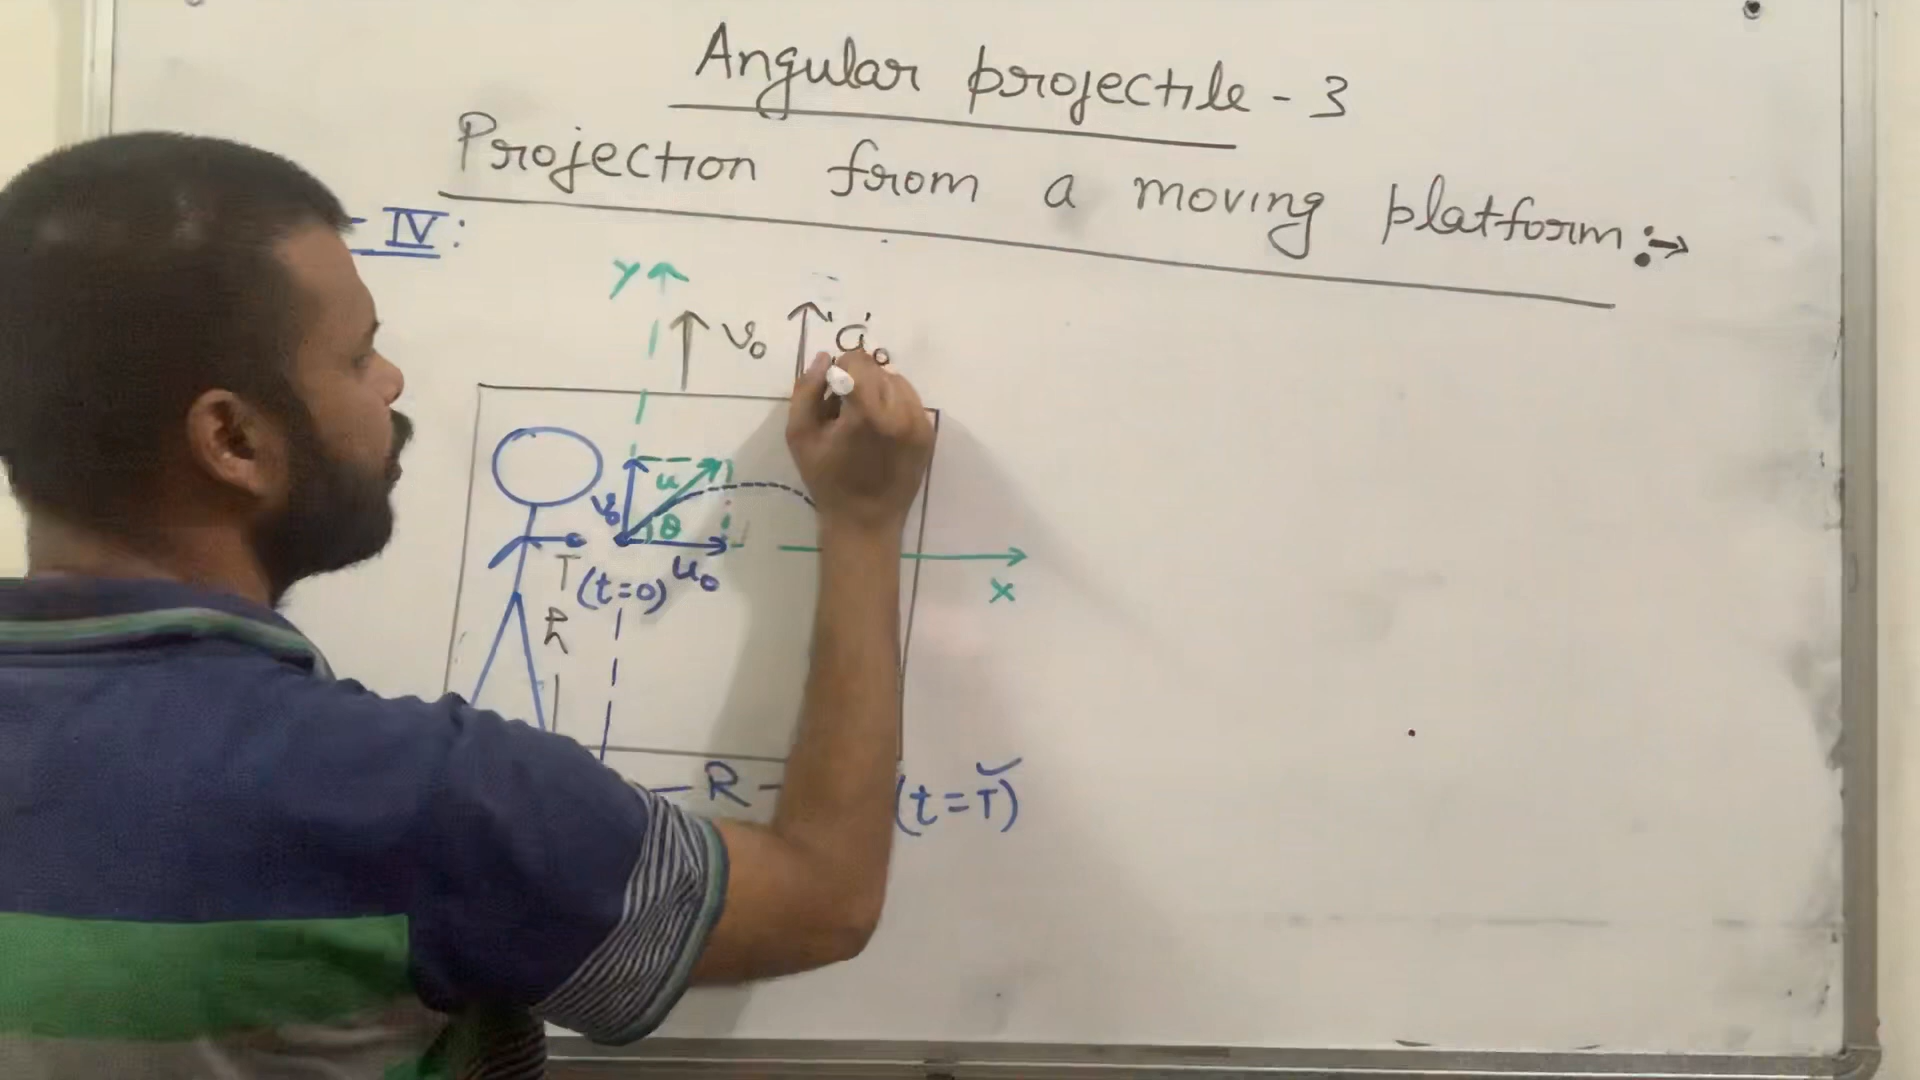 Angular projectile - 3
Projection from a moving platform :→
- IV :
y
v₀ a₀
u
v₀ θ
u₀
x
T (t=0)
h
R
(t=T)